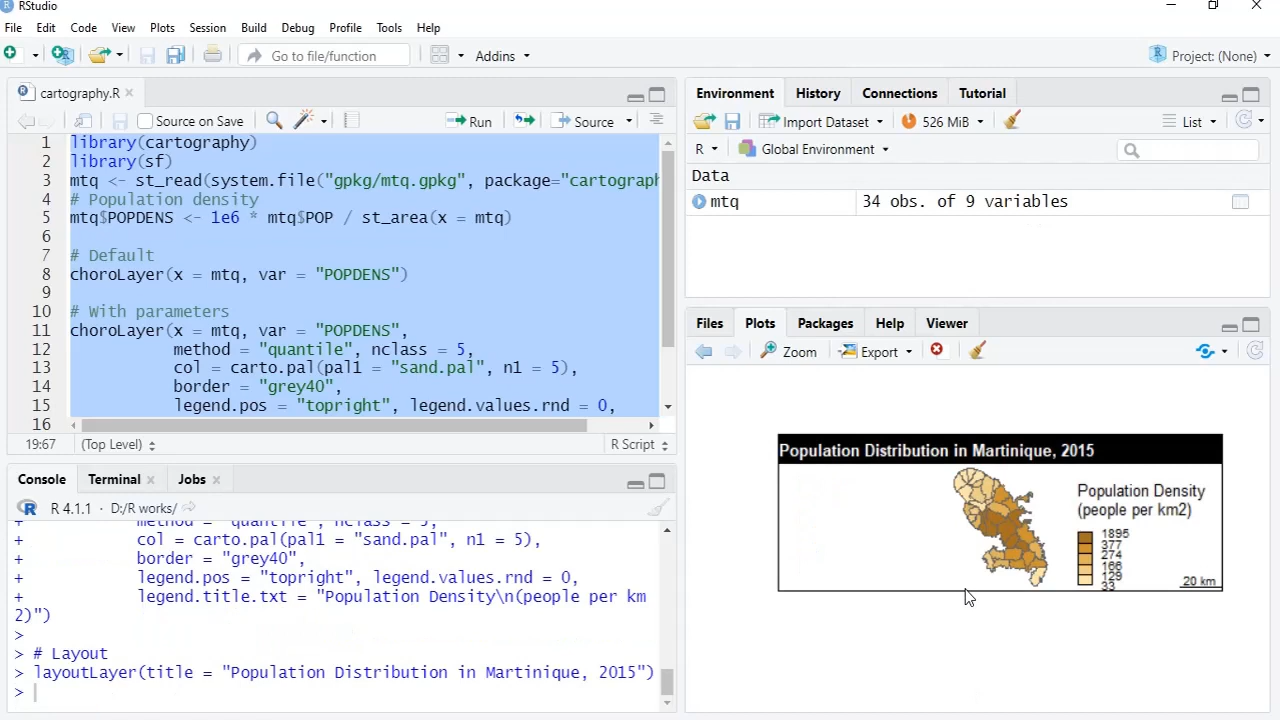 RStudio
File Edit Code View Plots Session Build Debug Profile Tools Help
Go to file/function Addins Project: (None)
cartography.R
Source on Save Run Source
1 library(cartography)
2 library(sf)
3 mtq <- st_read(system.file("gpkg/mtq.gpkg", package="cartograph
4 # Population density
5 mtq$POPDENS <- 1e6 * mtq$POP / st_area(x = mtq)
6
7 # Default
8 choroLayer(x = mtq, var = "POPDENS")
9
10 # With parameters
11 choroLayer(x = mtq, var = "POPDENS",
12 method = "quantile", nclass = 5,
13 col = carto.pal(pal1 = "sand.pal", n1 = 5),
14 border = "grey40",
15 legend.pos = "topright", legend.values.rnd = 0,
16
19:67 (Top Level) R Script
Console Terminal Jobs
R 4.1.1 · D:/R works/
+ method = "quantile", nclass = 5,
+ col = carto.pal(pal1 = "sand.pal", n1 = 5),
+ border = "grey40",
+ legend.pos = "topright", legend.values.rnd = 0,
+ legend.title.txt = "Population Density\n(people per km
2)")
>
> # Layout
> layoutLayer(title = "Population Distribution in Martinique, 2015")
>
Environment History Connections Tutorial
Import Dataset 526 MiB List
R Global Environment
Data
mtq 34 obs. of 9 variables
Files Plots Packages Help Viewer
Zoom Export
Population Distribution in Martinique, 2015
Population Density
(people per km2)
1895
377
274
166
129
33
20 km